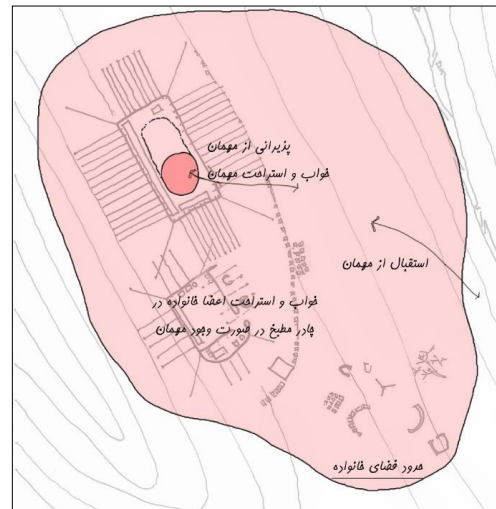 پذیرانی از مهمان
خواب و استراحت مهمان
استقبال از مهمان
خواب و استراحت اعضا خانواده در
چادر مطبخ در صورت وجود مهمان
حدود فضای خانواده